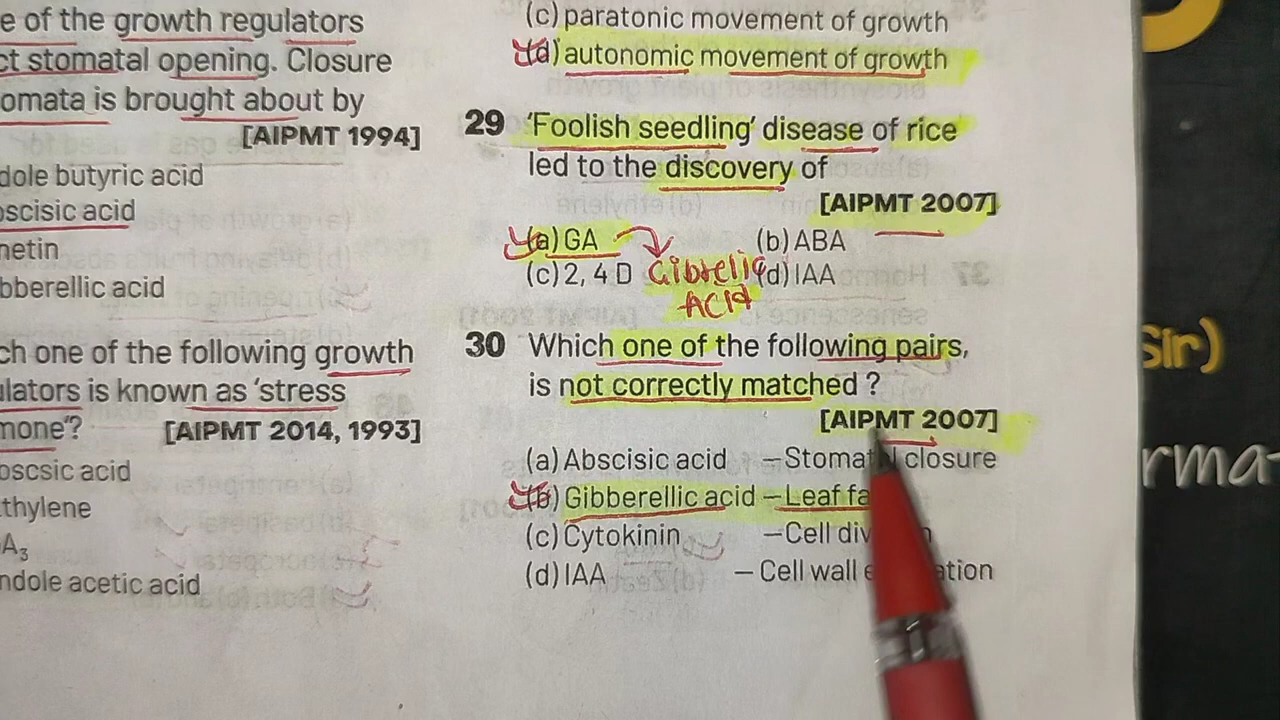 e of the growth regulators
ct stomatal opening. Closure
omata is brought about by
[AIPMT 1994]
dole butyric acid
oscisic acid
netin
bberellic acid
ch one of the following growth
ulators is known as 'stress
mone'?
[AIPMT 2014, 1993]
oscsic acid
thylene
A3
ndole acetic acid
(c) paratonic movement of growth
(d) autonomic movement of growth
29 'Foolish seedling' disease of rice
led to the discovery of
[AIPMT 2007]
(a) GA (b) ABA
(c) 2, 4 D (d) IAA
ACID
30 Which one of the following pairs,
is not correctly matched ?
[AIPMT 2007]
(a) Abscisic acid – Stomat closure
(b) Gibberellic acid – Leaf fa
(c) Cytokinin – Cell div n
(d) IAA – Cell wall e ation
Sir)
rma